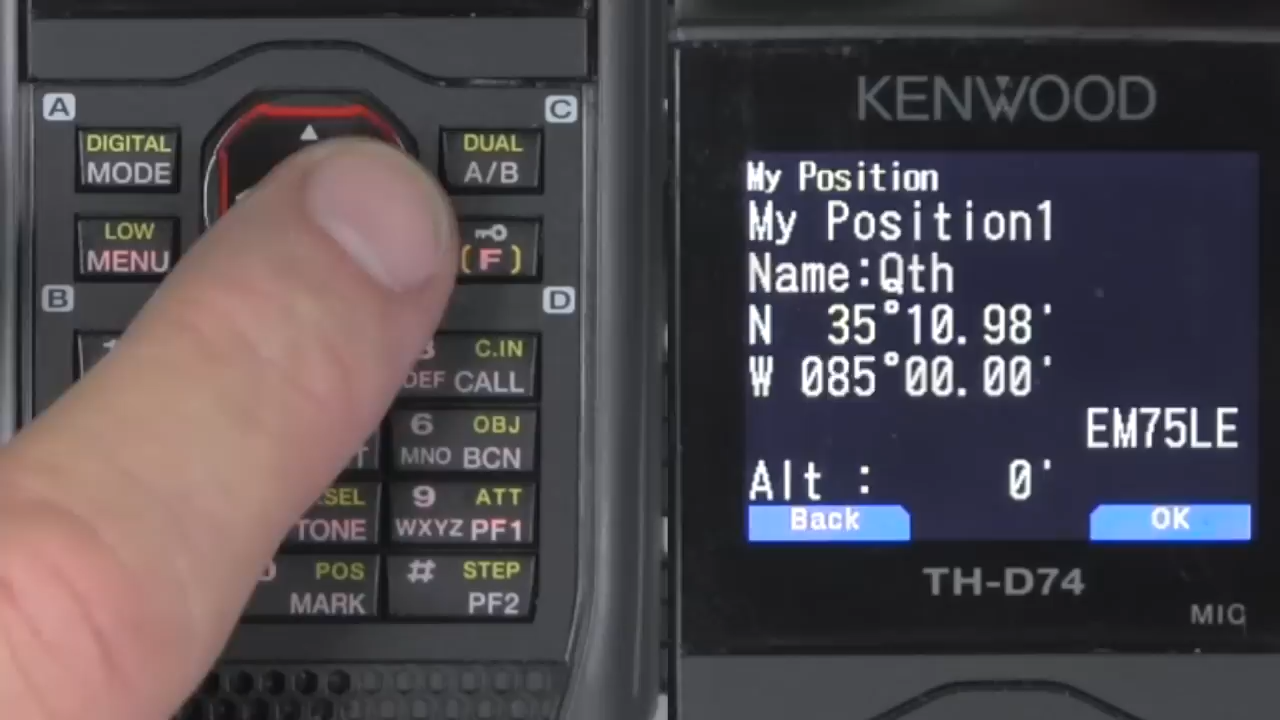 A
C
DIGITAL
MODE
DUAL
A/B
LOW
MENU
(F)
B
D
C.IN
DEF CALL
6 OBJ
MNO BCN
TONE
9 ATT
WXYZ PF1
POS
MARK
# STEP
PF2
KENWOOD
My Position
My Position1
Name:Qth
N 35°10.98'
W 085°00.00'
EM75LE
Alt : 0'
Back OK
TH-D74
MIC